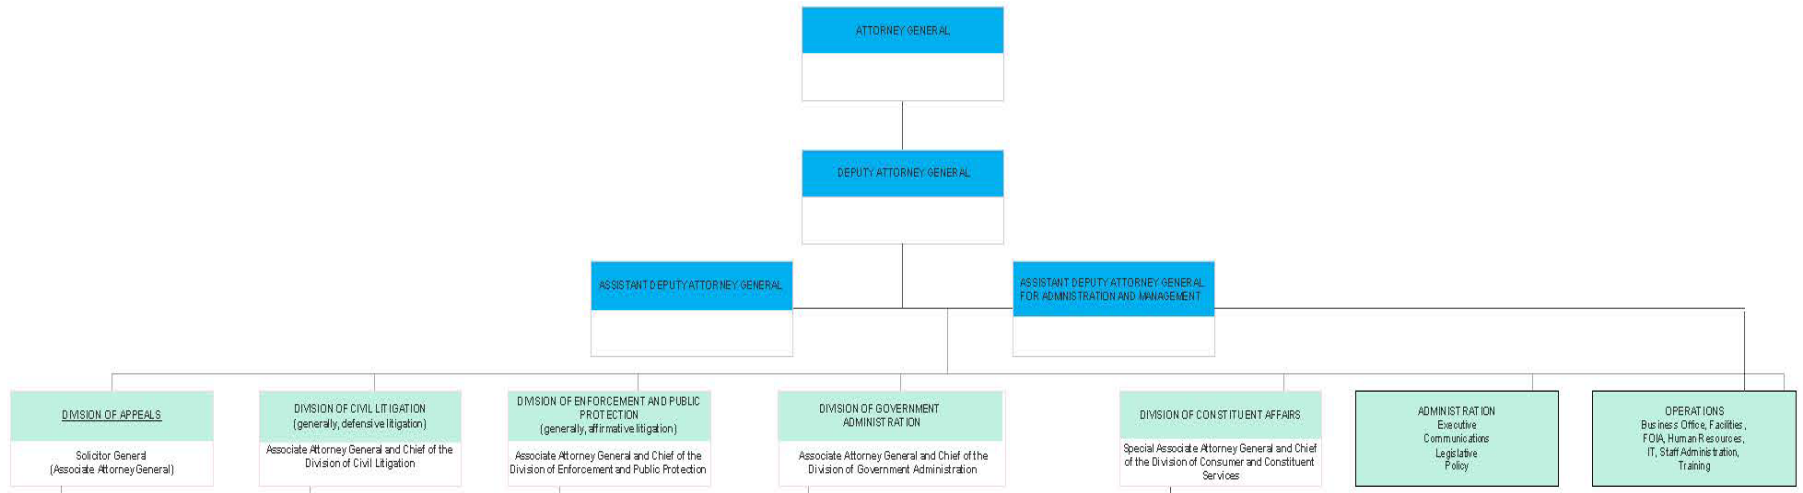 ATTORNEY GENERAL
DEPUTY ATTORNEY GENERAL
ASSISTANT DEPUTY ATTORNEY GENERAL
ASSISTANT DEPUTY ATTORNEY GENERAL
FOR ADMINISTRATION AND MANAGEMENT
DIVISION OF APPEALS
Solicitor General
(Associate Attorney General)
DIVISION OF CIVIL LITIGATION
(generally, defensive litigation)
Associate Attorney General and Chief of the
Division of Civil Litigation
DIVISION OF ENFORCEMENT AND PUBLIC
PROTECTION
(generally, affirmative litigation)
Associate Attorney General and Chief of the
Division of Enforcement and Public Protection
DIVISION OF GOVERNMENT
ADMINISTRATION
Associate Attorney General and Chief of the
Division of Government Administration
DIVISION OF CONSTITUENT AFFAIRS
Special Associate Attorney General and Chief
of the Division of Consumer and Constituent
Services
ADMINISTRATION
Executive
Communications
Legislative
Policy
OPERATIONS
Business Office, Facilities,
FOIA, Human Resources,
IT, Staff Administration,
Training